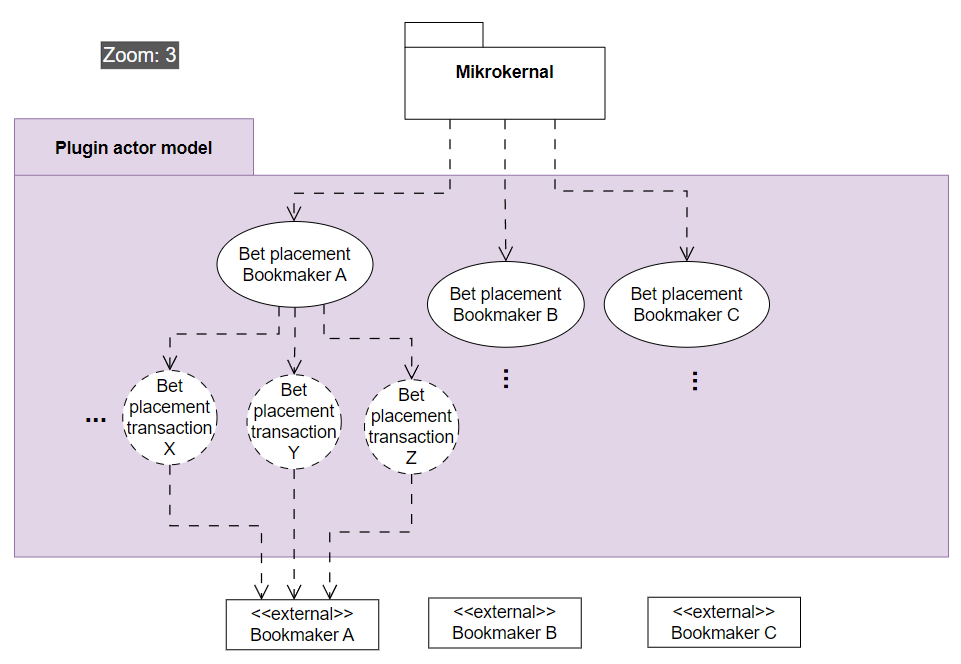 Zoom: 3
Mikrokernal
Plugin actor model
Bet placement
Bookmaker A
Bet placement
Bookmaker B
Bet placement
Bookmaker C
...
Bet
placement
transaction
X
Bet
placement
transaction
Y
Bet
placement
transaction
Z
...
...
<<external>>
Bookmaker A
<<external>>
Bookmaker B
<<external>>
Bookmaker C